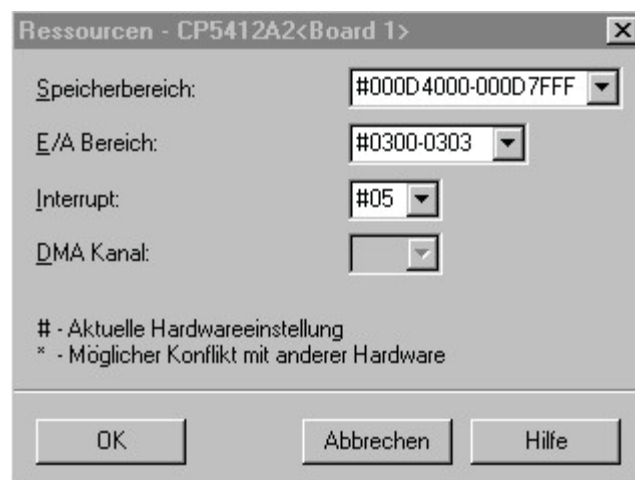 Ressourcen - CP5412A2<Board 1>
Speicherbereich: #000D4000-000D7FFF
E/A Bereich: #0300-0303
Interrupt: #05
DMA Kanal:
# - Aktuelle Hardwareeinstellung
* - Möglicher Konflikt mit anderer Hardware
OK Abbrechen Hilfe